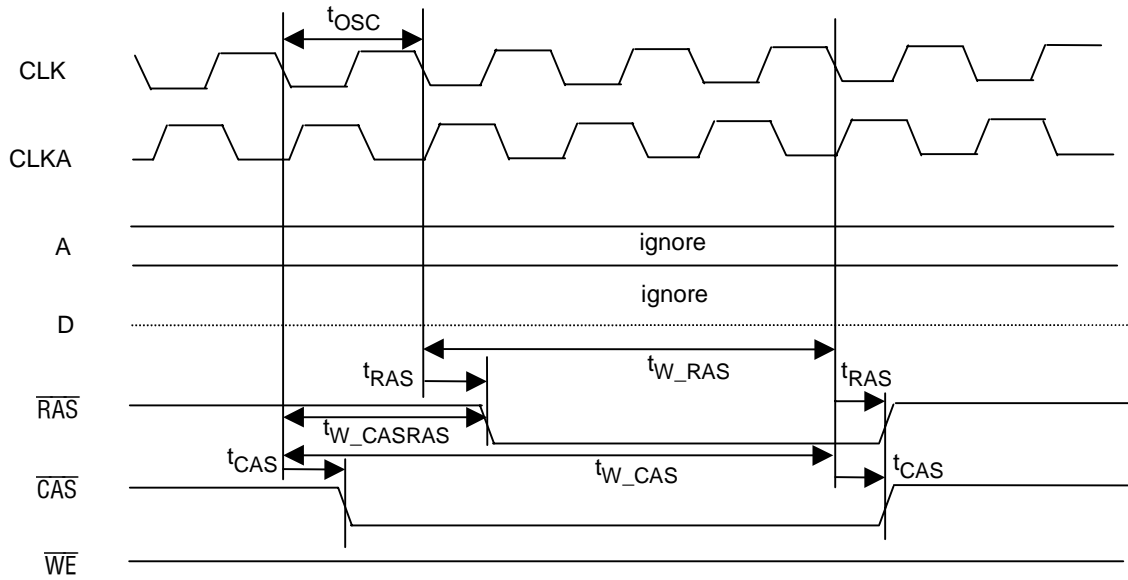 tOSC
CLK
CLKA
A
ignore
ignore
D
tRAS
tW_RAS
tRAS
RAS
tW_CASRAS
tCAS
tW_CAS
tCAS
CAS
WE